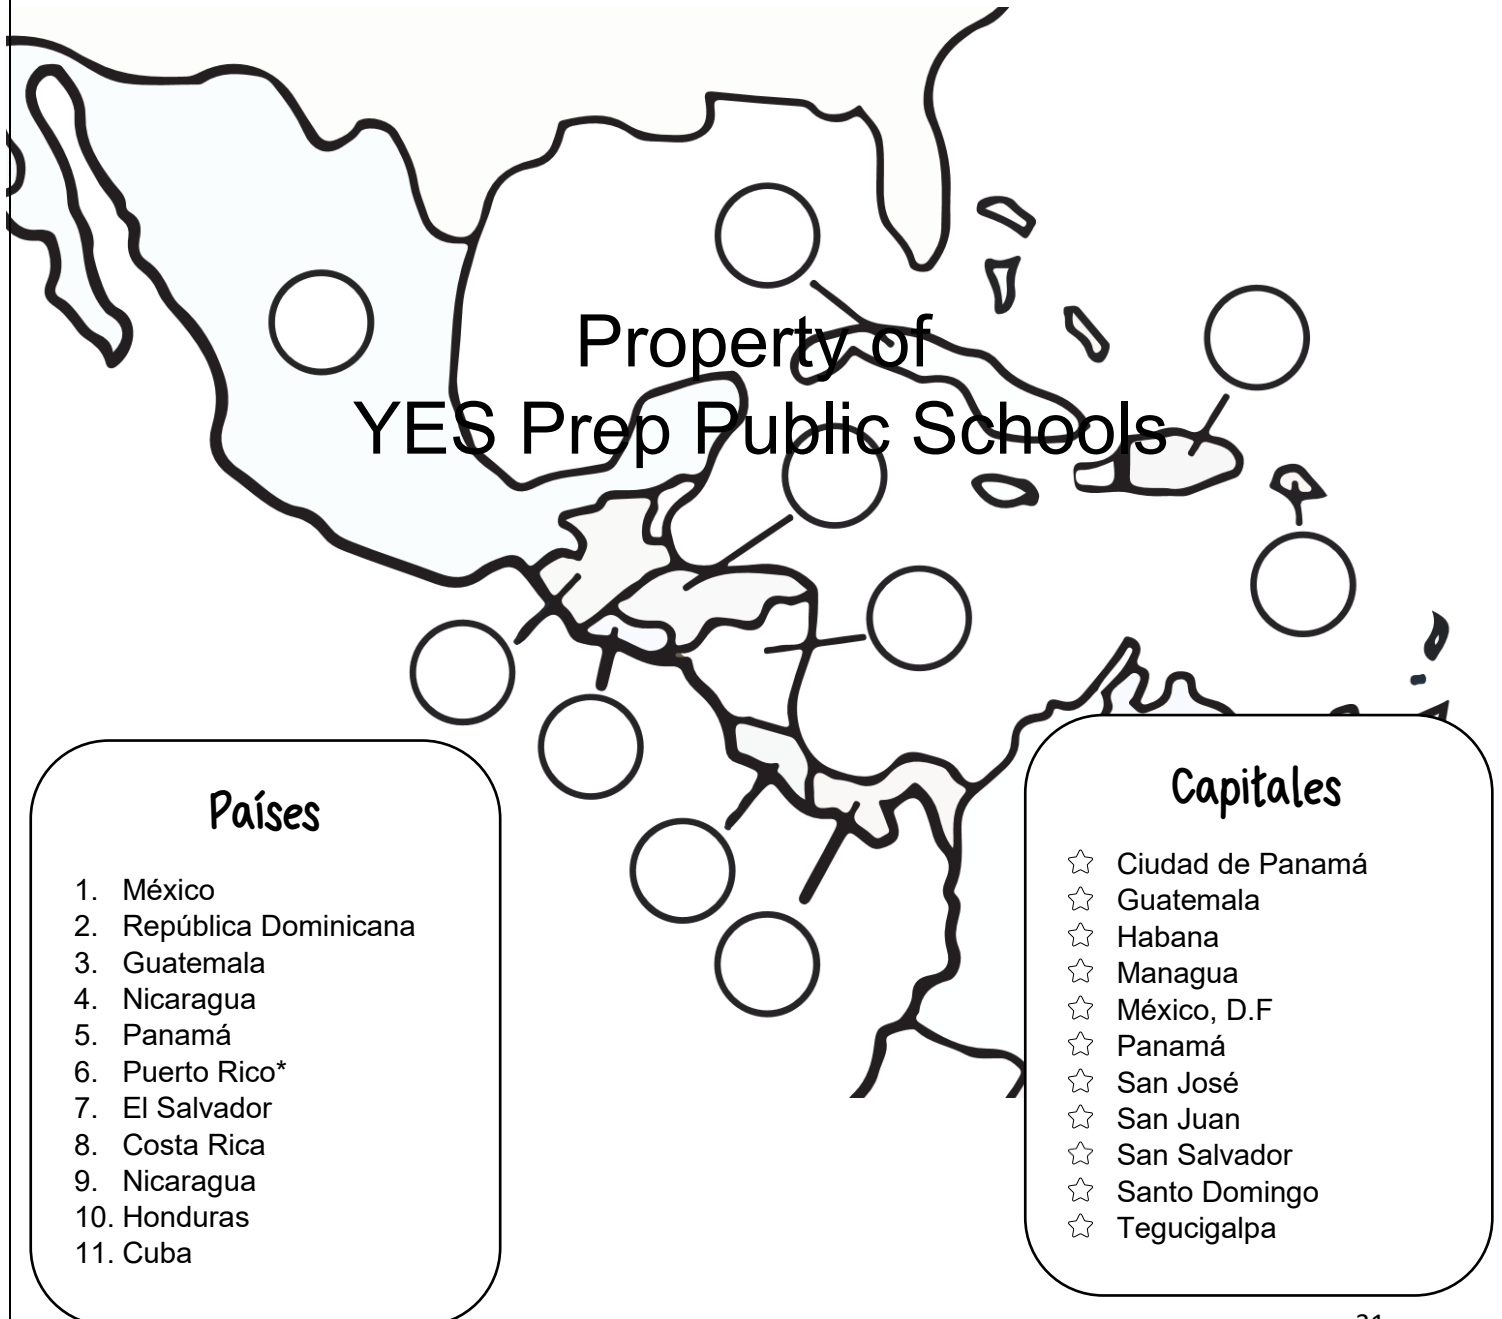 Property of
YES Prep Public Schools
Países
1. México
2. República Dominicana
3. Guatemala
4. Nicaragua
5. Panamá
6. Puerto Rico*
7. El Salvador
8. Costa Rica
9. Nicaragua
10. Honduras
11. Cuba
Capitales
☆ Ciudad de Panamá
☆ Guatemala
☆ Habana
☆ Managua
☆ México, D.F
☆ Panamá
☆ San José
☆ San Juan
☆ San Salvador
☆ Santo Domingo
☆ Tegucigalpa